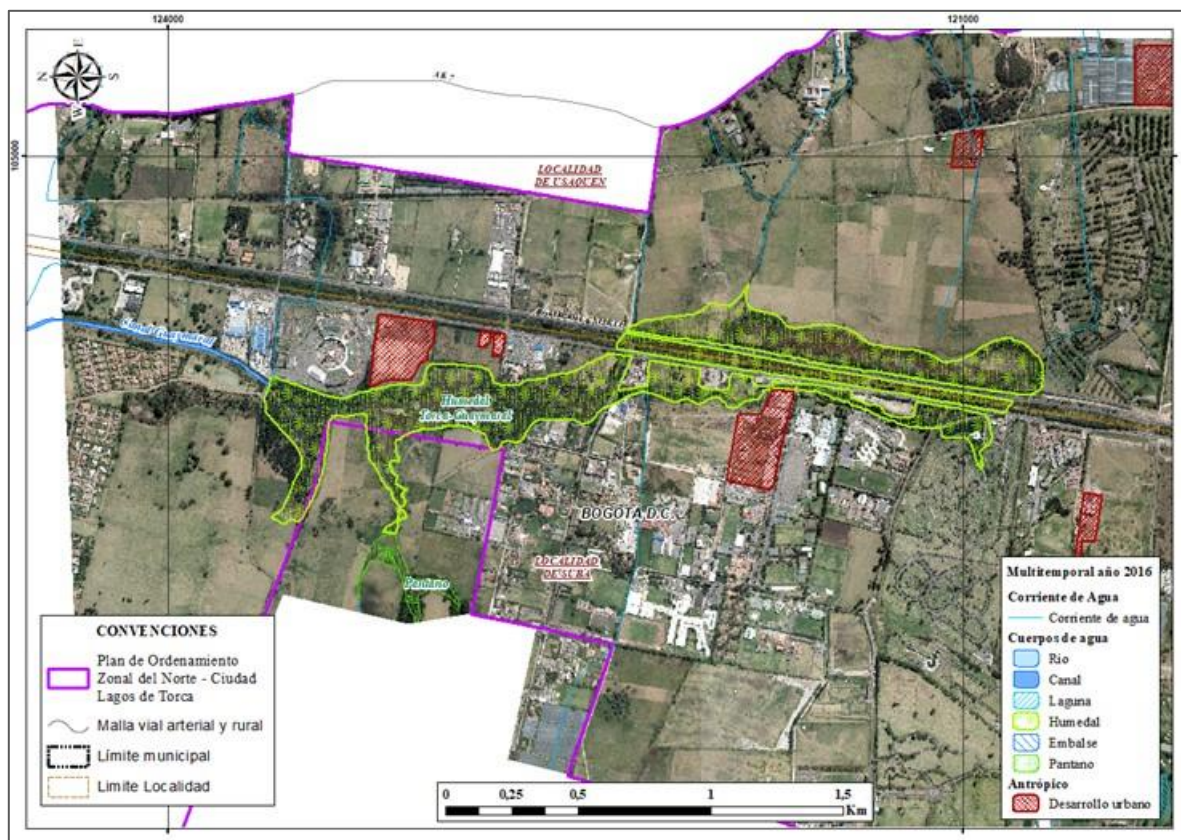 124000
121000
E
N
S
W
AK 7
105000
LOCALIDAD
DE USAQUEN
Canal Guaymaral
Humedal
Torca-Guaymaral
BOGOTA D.C.
LOCALIDAD
DE SUBA
Pantano
CONVENCIONES
Plan de Ordenamiento
Zonal del Norte - Ciudad
Lagos de Torca
Malla vial arterial y rural
Límite municipal
Limite Localidad
0 0,25 0,5 1 1,5
Km
Multitemporal año 2016
Corriente de Agua
Corriente de agua
Cuerpos de agua
Rio
Canal
Laguna
Humedal
Embalse
Pantano
Antrópico
Desarrollo urbano